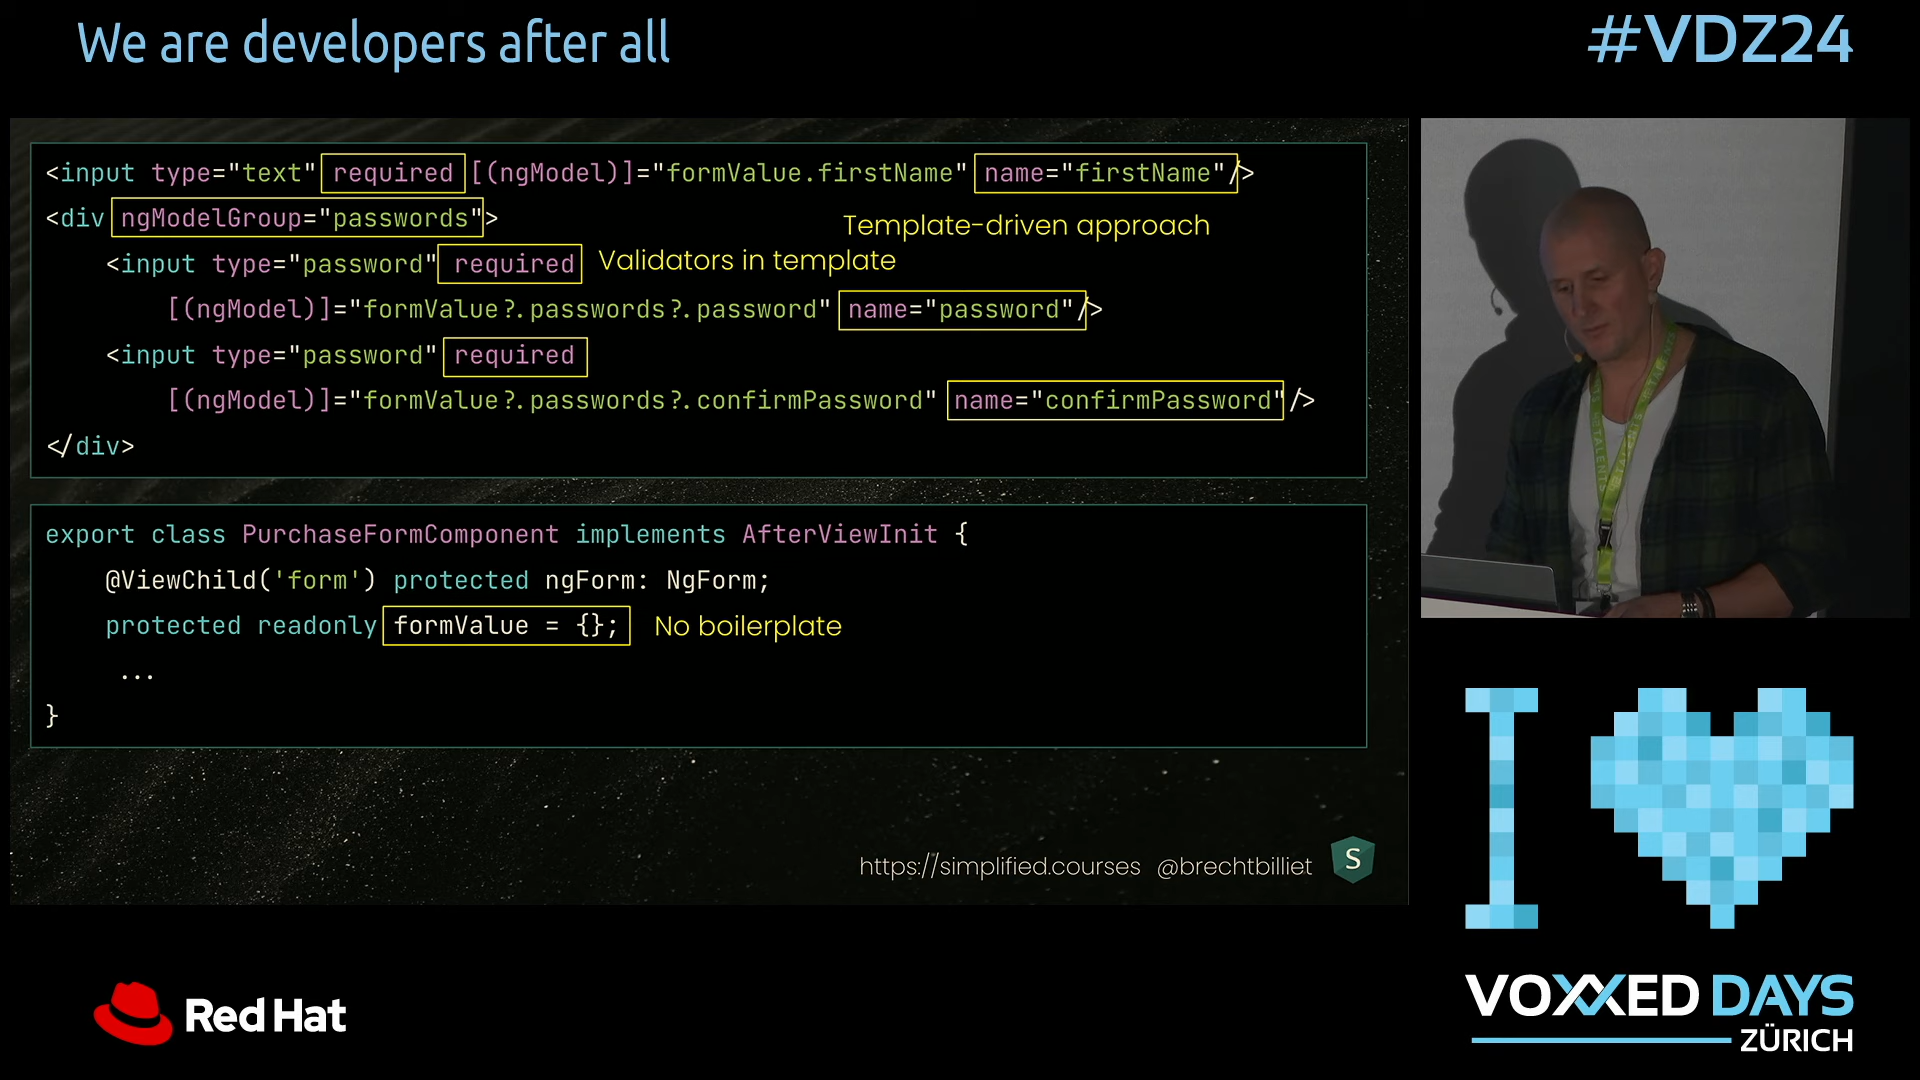 We are developers after all
#VDZ24
<input type="text" required [(ngModel)]="formValue.firstName" name="firstName"/>
<div ngModelGroup="passwords">
Template-driven approach
<input type="password" required
Validators in template
[(ngModel)]="formValue?.passwords?.password" name="password"/>
<input type="password" required
[(ngModel)]="formValue?.passwords?.confirmPassword" name="confirmPassword"/>
</div>
export class PurchaseFormComponent implements AfterViewInit {
@ViewChild('form') protected ngForm: NgForm;
protected readonly formValue = {};
No boilerplate
...
}
https://simplified.courses @brechtbilliet
S
I
Red Hat
VOXXED DAYS
ZÜRICH